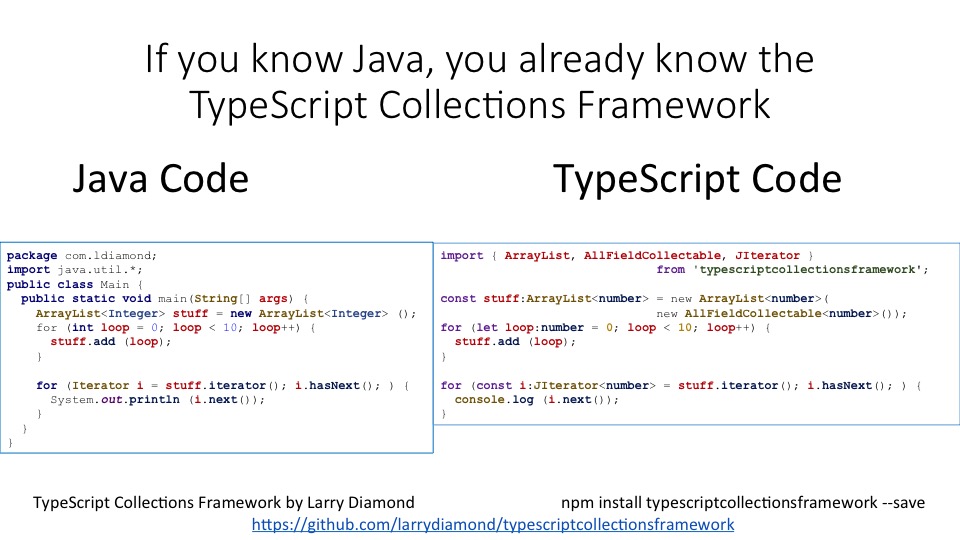 If you know Java, you already know the
TypeScript Collections Framework
Java Code
TypeScript Code
package com.ldiamond;
import java.util.*;
public class Main {
  public static void main(String[] args) {
    ArrayList<Integer> stuff = new ArrayList<Integer> ();
    for (int loop = 0; loop < 10; loop++) {
      stuff.add (loop);
    }

    for (Iterator i = stuff.iterator(); i.hasNext(); ) {
      System.out.println (i.next());
    }
  }
}
import { ArrayList, AllFieldCollectable, JIterator }
                              from 'typescriptcollectionsframework';

const stuff:ArrayList<number> = new ArrayList<number>(
                              new AllFieldCollectable<number>());
for (let loop:number = 0; loop < 10; loop++) {
  stuff.add (loop);
}

for (const i:JIterator<number> = stuff.iterator(); i.hasNext(); ) {
  console.log (i.next());
}
TypeScript Collections Framework by Larry Diamond
npm install typescriptcollectionsframework --save
https://github.com/larrydiamond/typescriptcollectionsframework